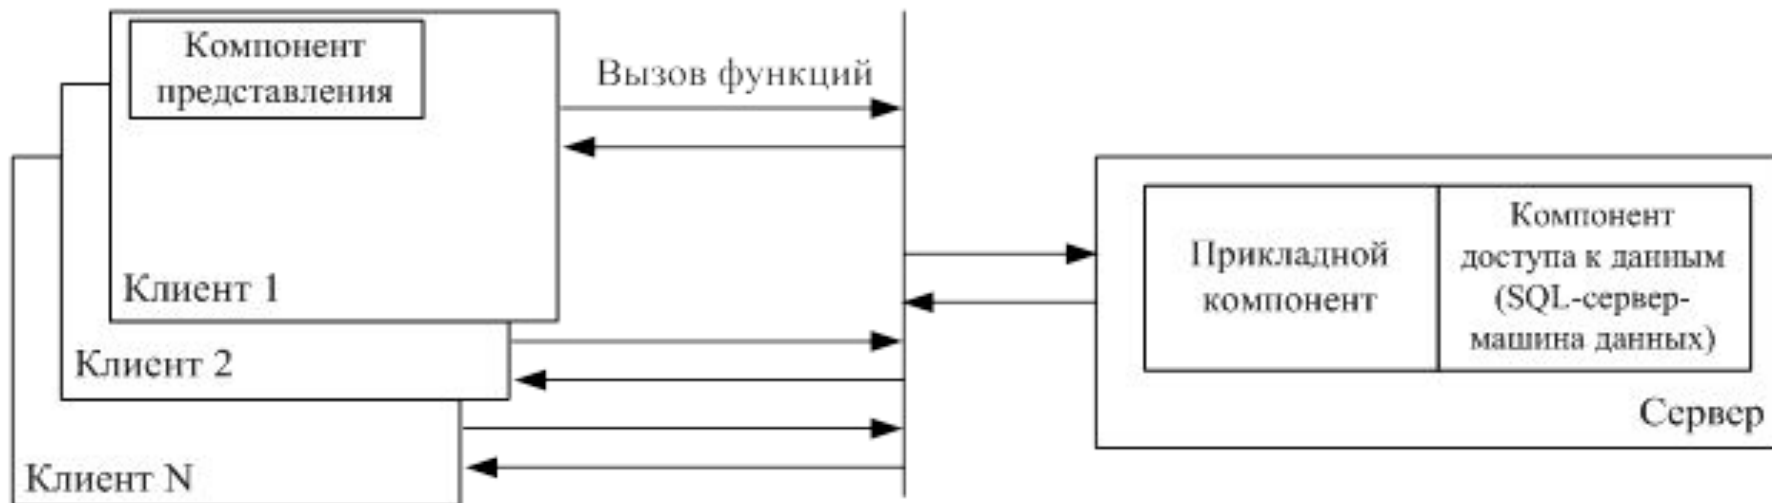 Компонент
представления
Вызов функций
Клиент 1
Клиент 2
Клиент N
Прикладной
компонент
Компонент
доступа к данным
(SQL-сервер-
машина данных)
Сервер